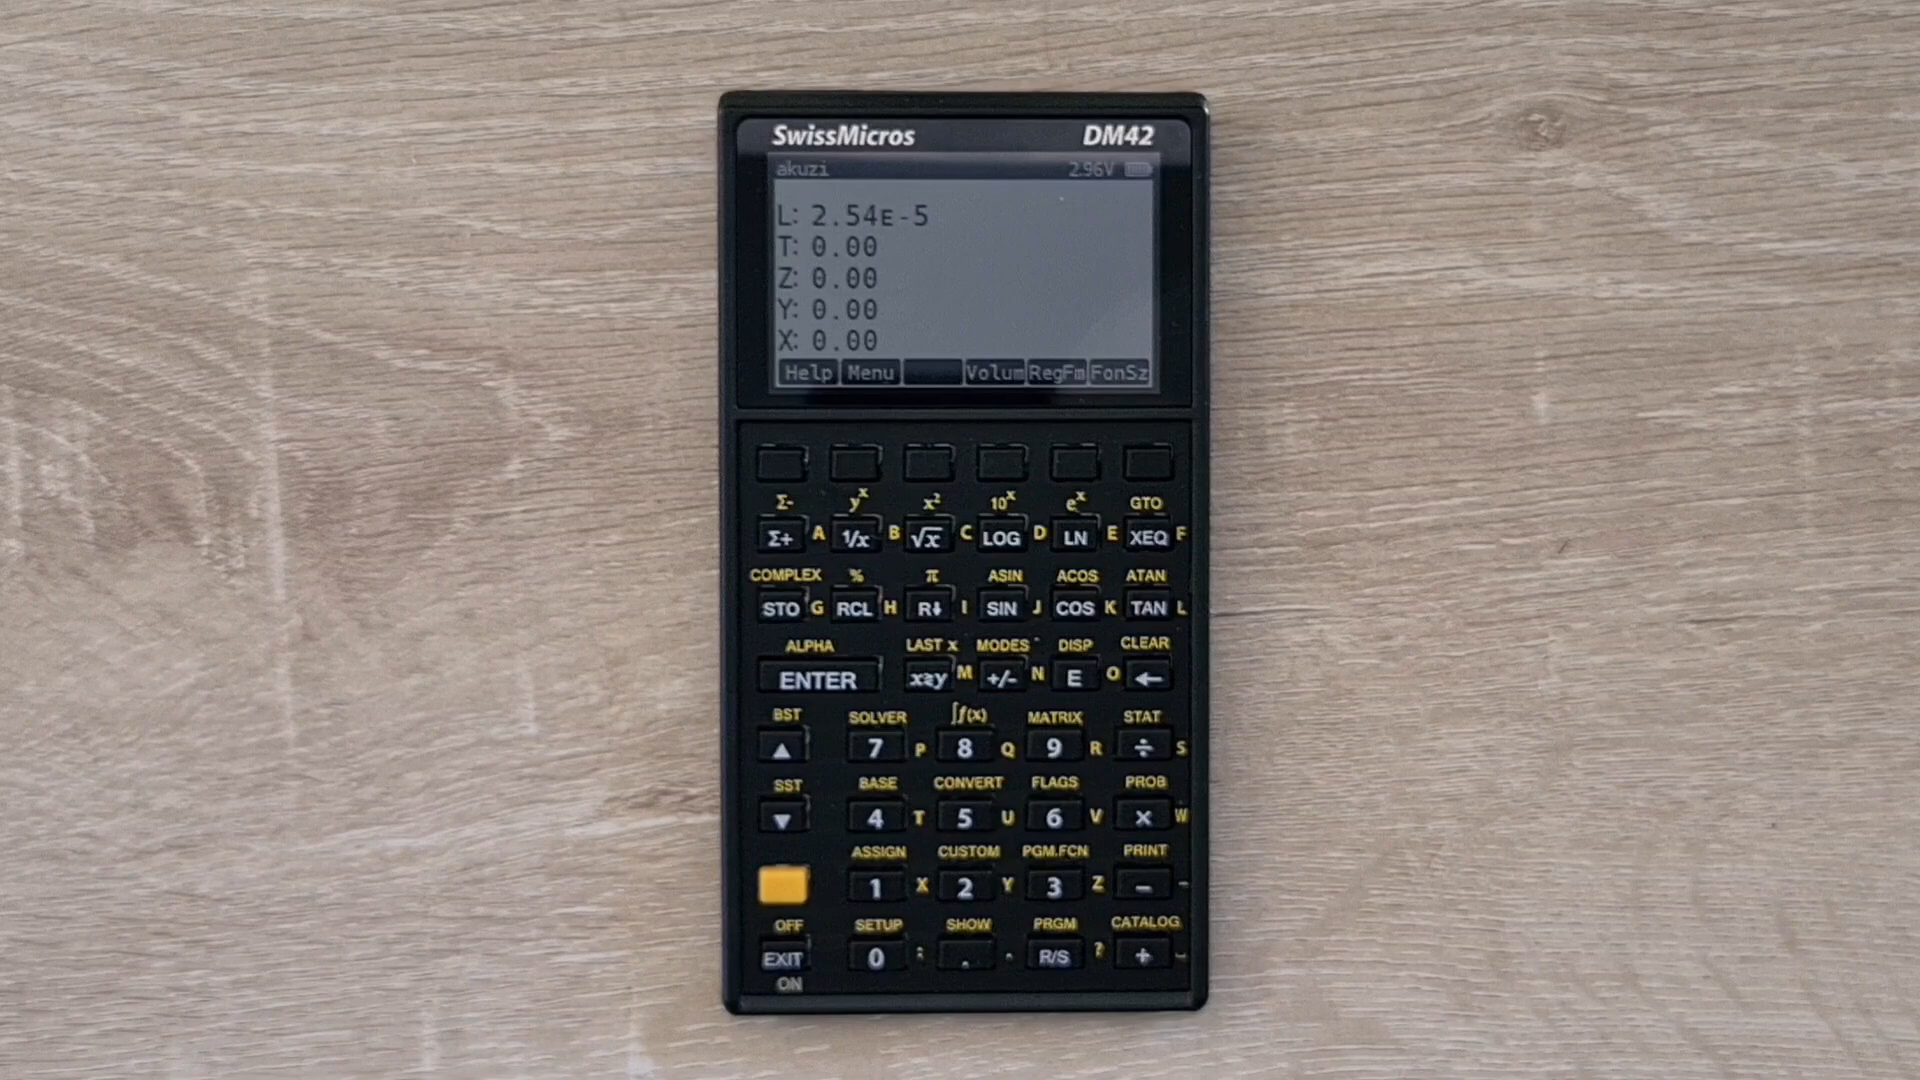 SwissMicros DM42
akuzi 2.96V
L: 2.54E-5
T: 0.00
Z: 0.00
Y: 0.00
X: 0.00
Help Menu Volum RegFm FonSz
Σ- yˣ x² 10ˣ eˣ GTO
Σ+ A 1/x B √x C LOG D LN E XEQ F
COMPLEX % π ASIN ACOS ATAN
STO G RCL H R↓ I SIN J COS K TAN L
ALPHA LAST x MODES DISP CLEAR
ENTER x≷y M +/- N E O ←
BST SOLVER ∫f(x) MATRIX STAT
▲ 7 P 8 Q 9 R ÷ S
SST BASE CONVERT FLAGS PROB
▼ 4 T 5 U 6 V × W
ASSIGN CUSTOM PGM.FCN PRINT
1 X 2 Y 3 Z − -
OFF SETUP SHOW PRGM CATALOG
EXIT 0 . R/S ? +
ON